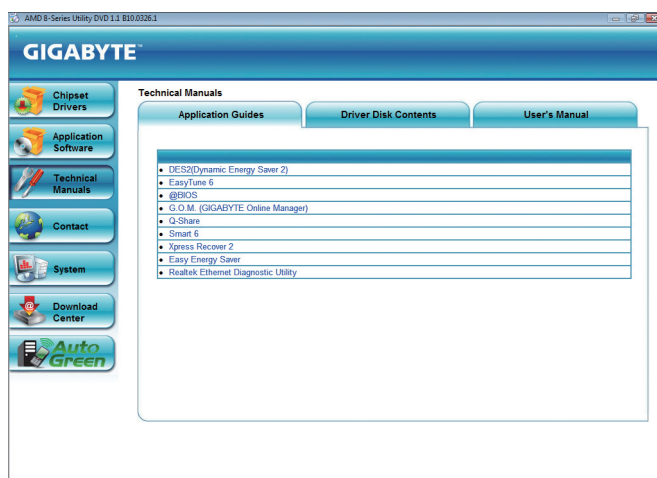 AMD 8-Series Utility DVD 1.1 B10.0326.1
GIGABYTE™
Chipset
Drivers
Application
Software
Technical
Manuals
Contact
System
Download
Center
Auto
Green
Technical Manuals
Application Guides
Driver Disk Contents
User's Manual
DES2(Dynamic Energy Saver 2)
EasyTune 6
@BIOS
G.O.M. (GIGABYTE Online Manager)
Q-Share
Smart 6
Xpress Recover 2
Easy Energy Saver
Realtek Ethernet Diagnostic Utility